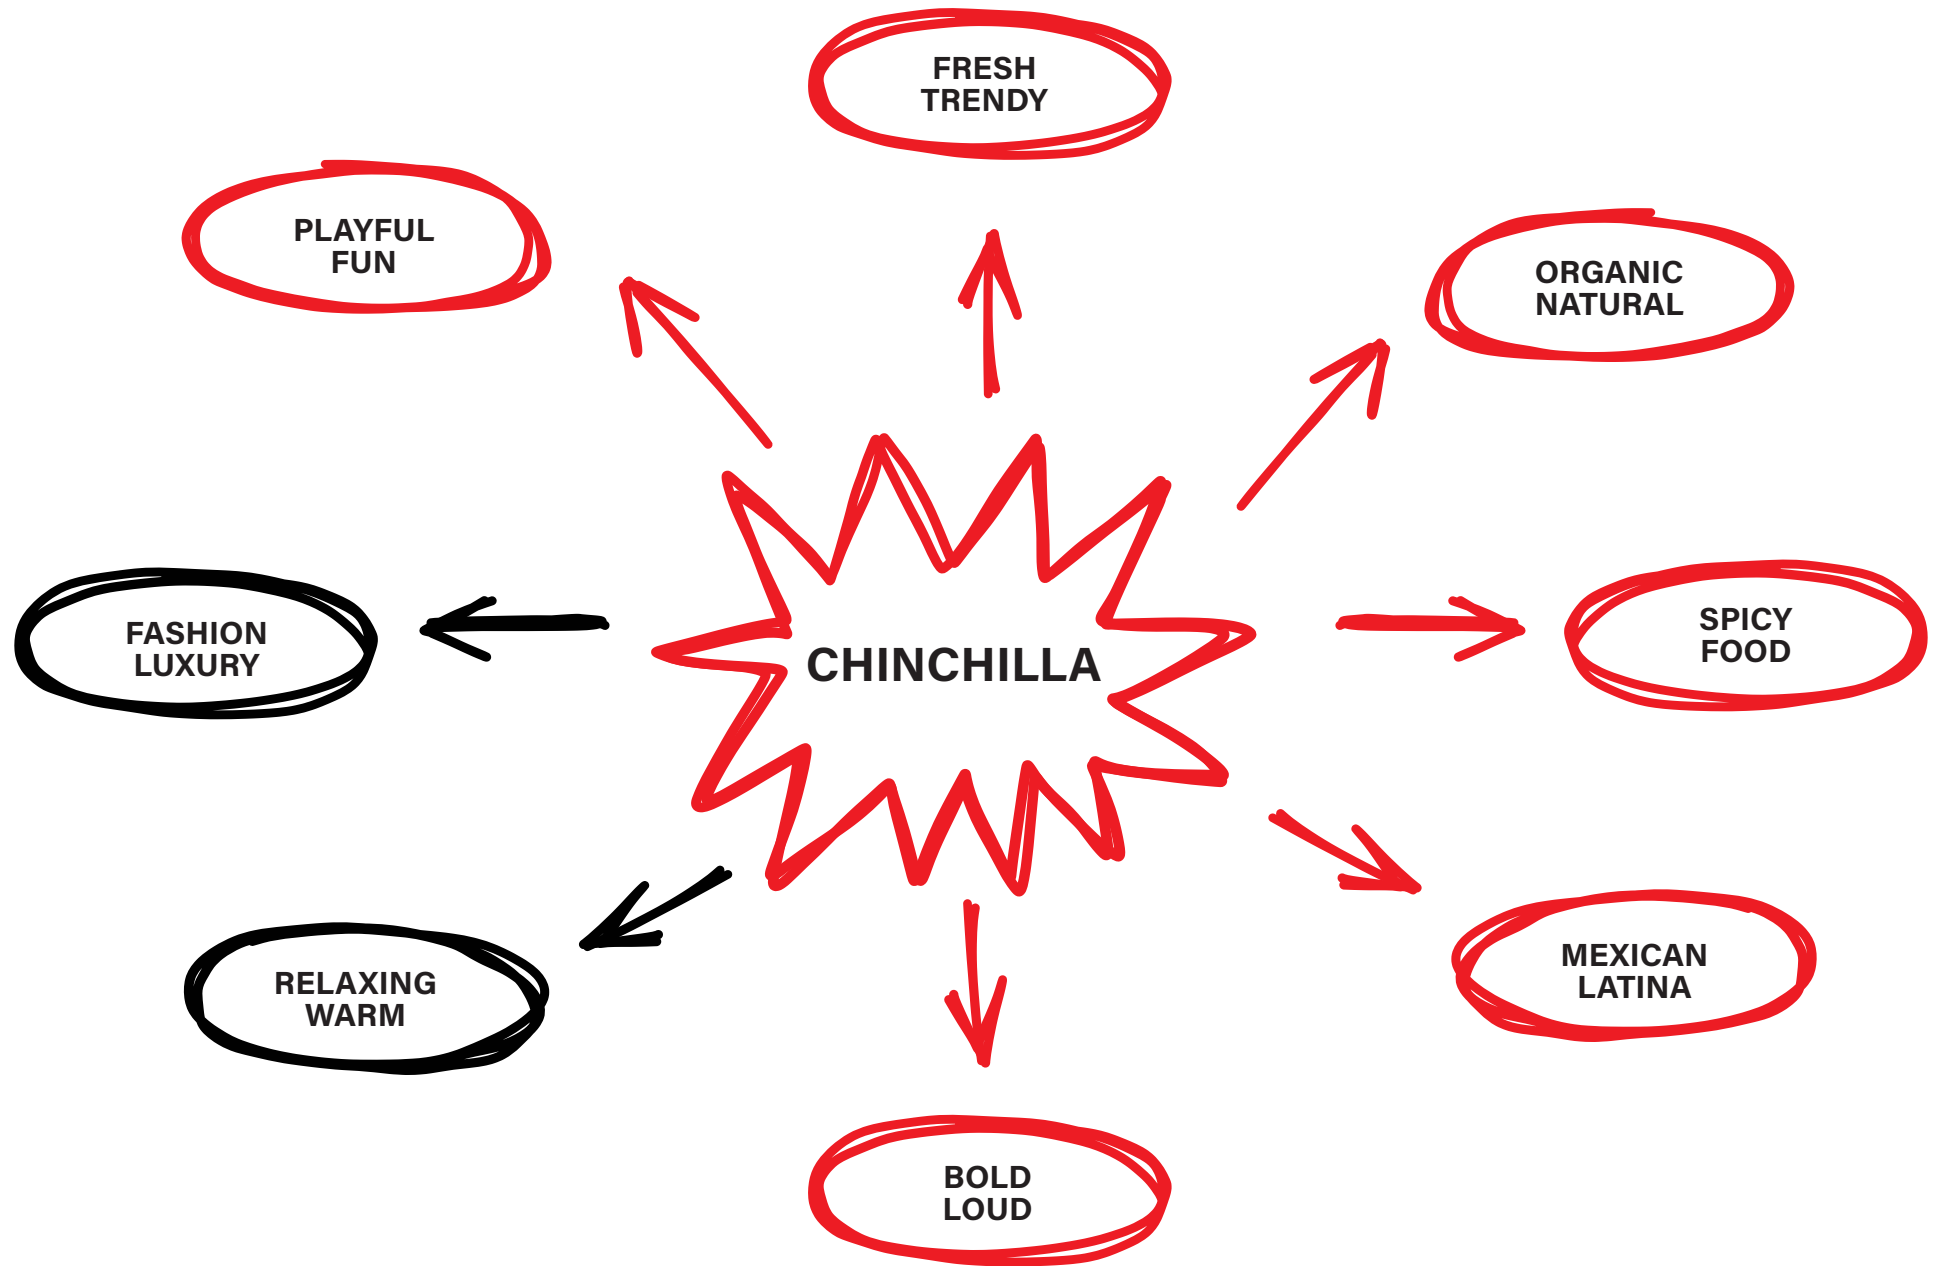 FRESH
TRENDY
PLAYFUL
FUN
ORGANIC
NATURAL
FASHION
LUXURY
CHINCHILLA
SPICY
FOOD
RELAXING
WARM
MEXICAN
LATINA
BOLD
LOUD